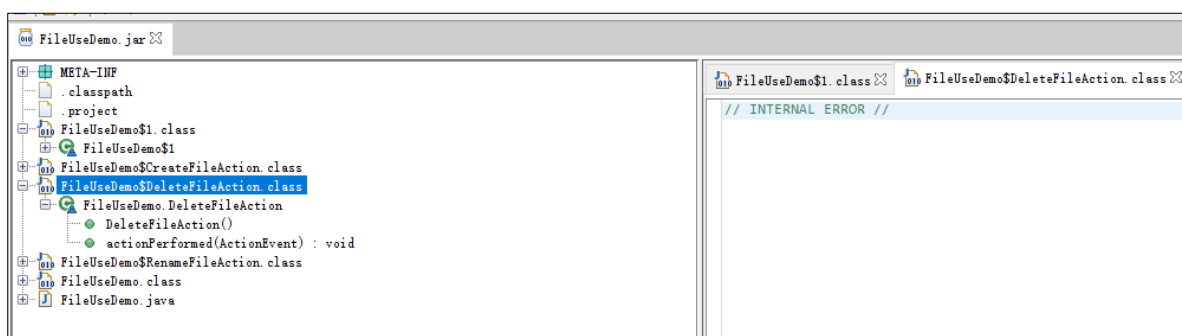 FileUseDemo.jar
META-INF
.classpath
.project
FileUseDemo$1.class
FileUseDemo$1
FileUseDemo$CreateFileAction.class
FileUseDemo$DeleteFileAction.class
FileUseDemo.DeleteFileAction
DeleteFileAction()
actionPerformed(ActionEvent) : void
FileUseDemo$RenameFileAction.class
FileUseDemo.class
FileUseDemo.java
FileUseDemo$1.class FileUseDemo$DeleteFileAction.class
// INTERNAL ERROR //